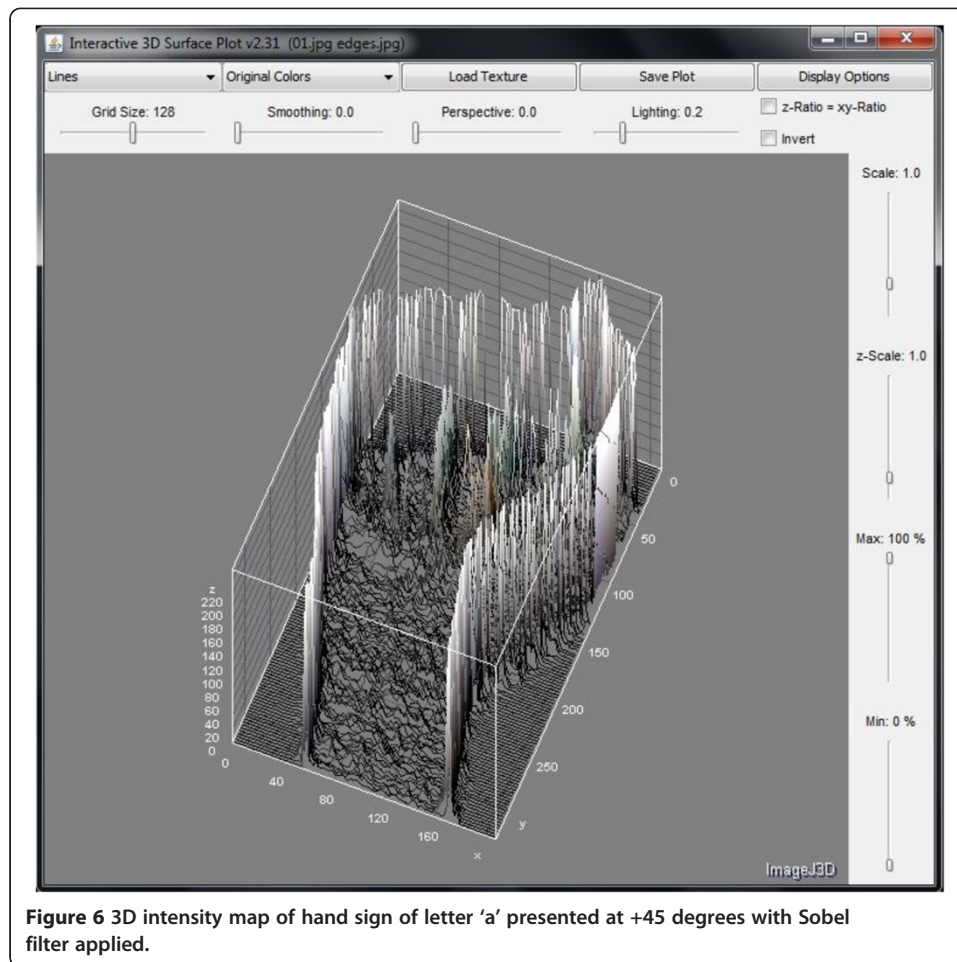 Interactive 3D Surface Plot v2.31 (01.jpg edges.jpg)
Lines Original Colors Load Texture Save Plot Display Options
Grid Size: 128 Smoothing: 0.0 Perspective: 0.0 Lighting: 0.2 z-Ratio = xy-Ratio
Invert
Scale: 1.0
z-Scale: 1.0
Max: 100 %
Min: 0 %
0
50
100
150
200
250
y
z
220
200
180
160
140
120
100
80
60
40
20
0
0
40
80
120
160
x
ImageJ3D
Figure 6 3D intensity map of hand sign of letter ‘a’ presented at +45 degrees with Sobel
filter applied.